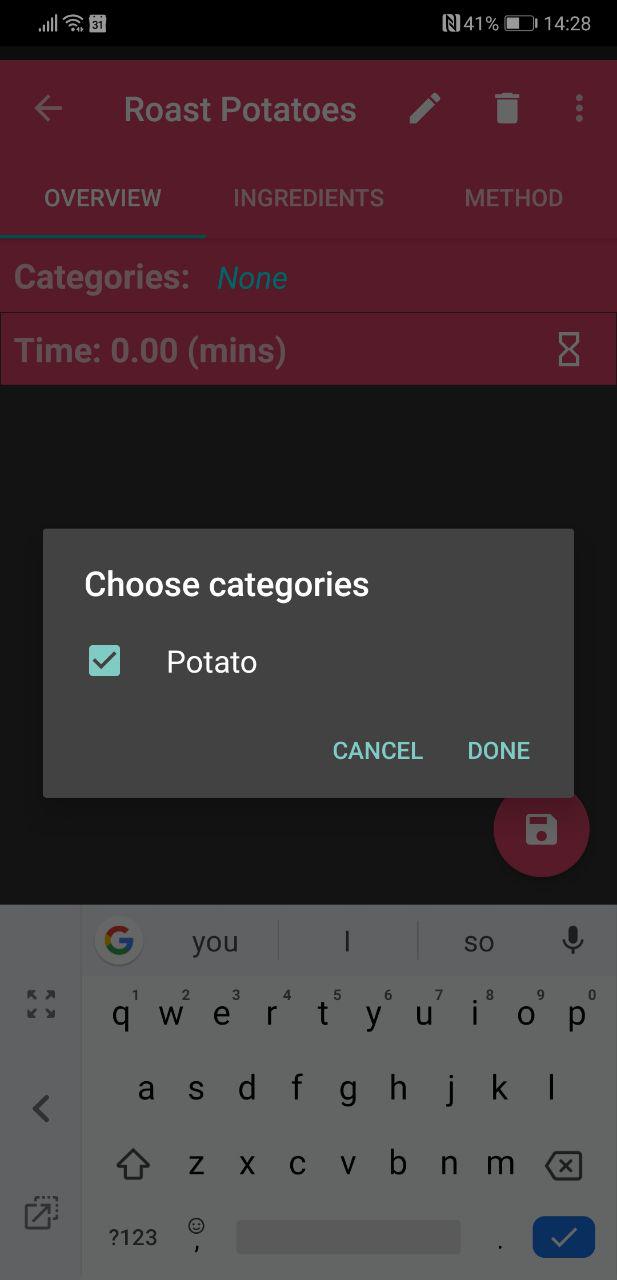 31 41% 14:28
Roast Potatoes
OVERVIEW INGREDIENTS METHOD
Categories: None
Time: 0.00 (mins)
Choose categories
Potato
CANCEL DONE
G you I so
1 2 3 4 5 6 7 8 9 0
q w e r t y u i o p
a s d f g h j k l
z x c v b n m
?123 , .